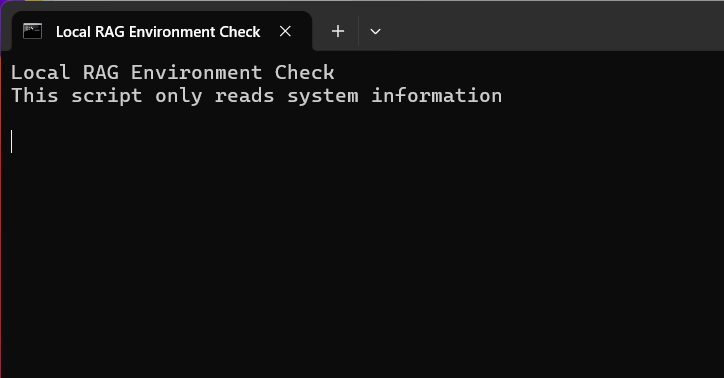 Local RAG Environment Check
Local RAG Environment Check
This script only reads system information